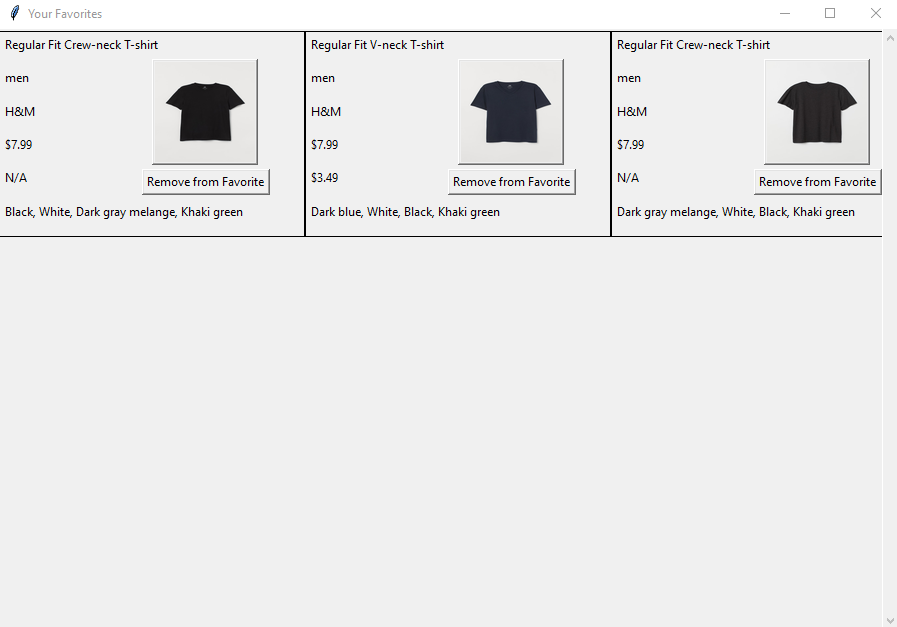 Your Favorites
Regular Fit Crew-neck T-shirt
men
H&M
$7.99
N/A
Remove from Favorite
Black, White, Dark gray melange, Khaki green
Regular Fit V-neck T-shirt
men
H&M
$7.99
$3.49
Remove from Favorite
Dark blue, White, Black, Khaki green
Regular Fit Crew-neck T-shirt
men
H&M
$7.99
N/A
Remove from Favorite
Dark gray melange, White, Black, Khaki green